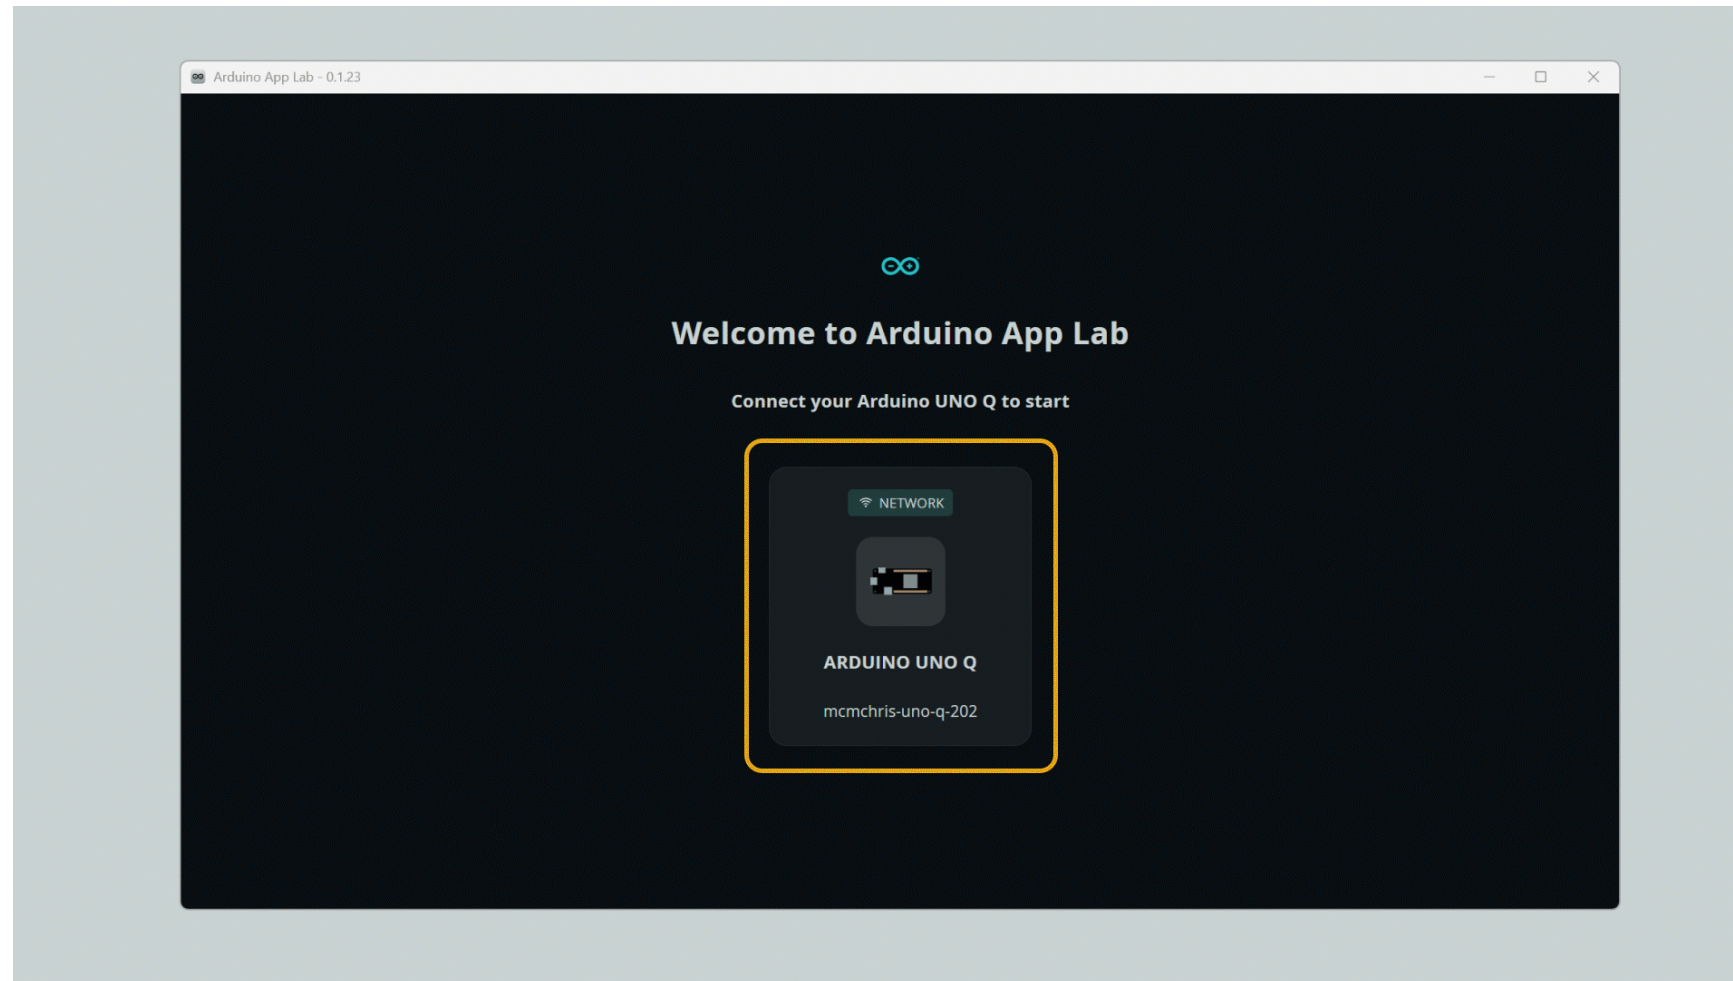 Arduino App Lab - 0.1.23
Welcome to Arduino App Lab
Connect your Arduino UNO Q to start
NETWORK
ARDUINO UNO Q
mcmchris-uno-q-202